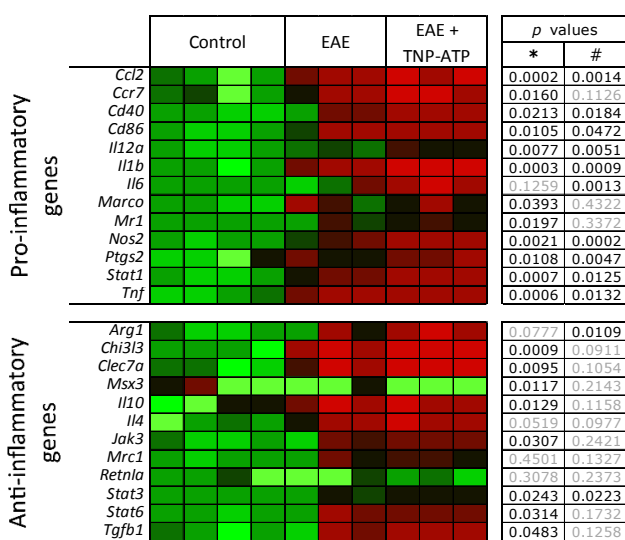 Control EAE EAE + TNP-ATP p values
* #
Pro-inflammatory genes
Ccl2 0.0002 0.0014
Ccr7 0.0160 0.1126
Cd40 0.0213 0.0184
Cd86 0.0105 0.0472
Il12a 0.0077 0.0051
Il1b 0.0003 0.0009
Il6 0.1259 0.0013
Marco 0.0393 0.4322
Mr1 0.0197 0.3372
Nos2 0.0021 0.0002
Ptgs2 0.0108 0.0047
Stat1 0.0007 0.0125
Tnf 0.0006 0.0132
Anti-inflammatory genes
Arg1 0.0777 0.0109
Chi3l3 0.0009 0.0911
Clec7a 0.0095 0.1054
Msx3 0.0117 0.2143
Il10 0.0129 0.1158
Il4 0.0519 0.0977
Jak3 0.0307 0.2421
Mrc1 0.4501 0.1327
Retnla 0.3078 0.2373
Stat3 0.0243 0.0223
Stat6 0.0314 0.1732
Tgfb1 0.0483 0.1258